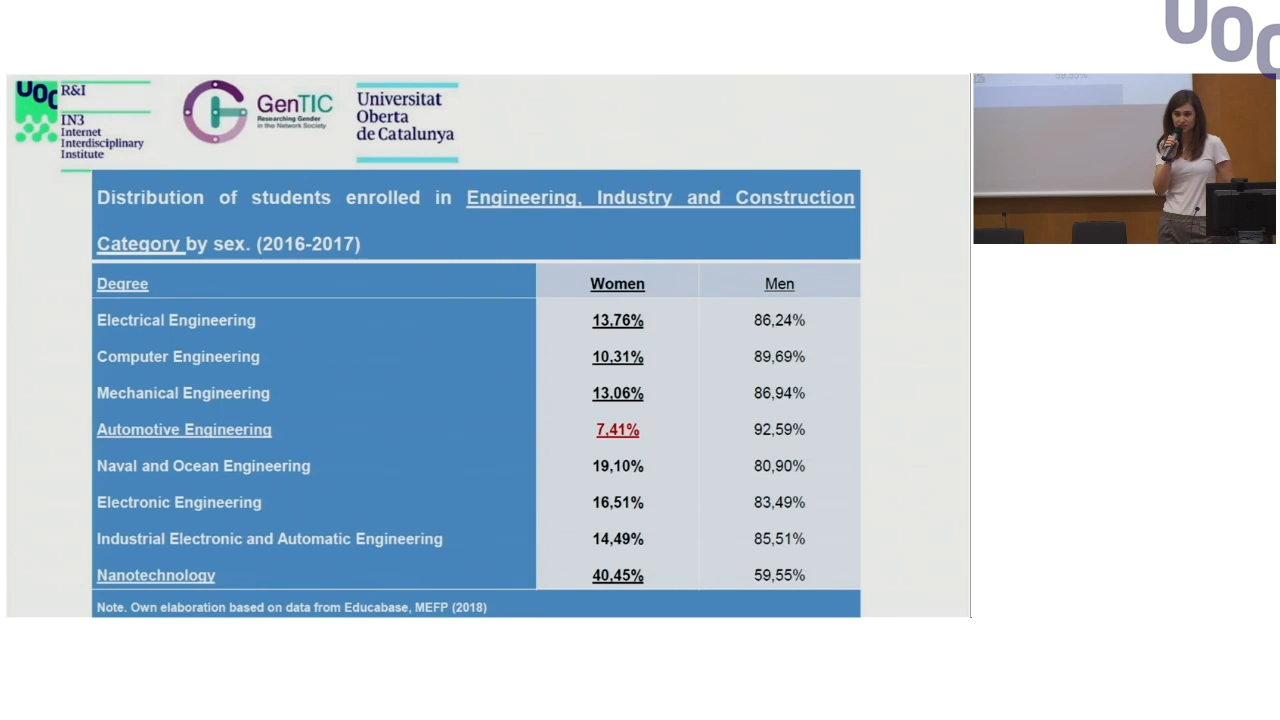 UOC
UOC
R&I
IN3
Internet
Interdisciplinary
Institute
GenTIC
Researching Gender
in the Network Society
Universitat
Oberta
de Catalunya
Distribution of students enrolled in Engineering, Industry and Construction
Category by sex. (2016-2017)
Degree Women Men
Electrical Engineering 13,76% 86,24%
Computer Engineering 10,31% 89,69%
Mechanical Engineering 13,06% 86,94%
Automotive Engineering 7,41% 92,59%
Naval and Ocean Engineering 19,10% 80,90%
Electronic Engineering 16,51% 83,49%
Industrial Electronic and Automatic Engineering 14,49% 85,51%
Nanotechnology 40,45% 59,55%
Note. Own elaboration based on data from Educabase, MEFP (2018)
59,55%